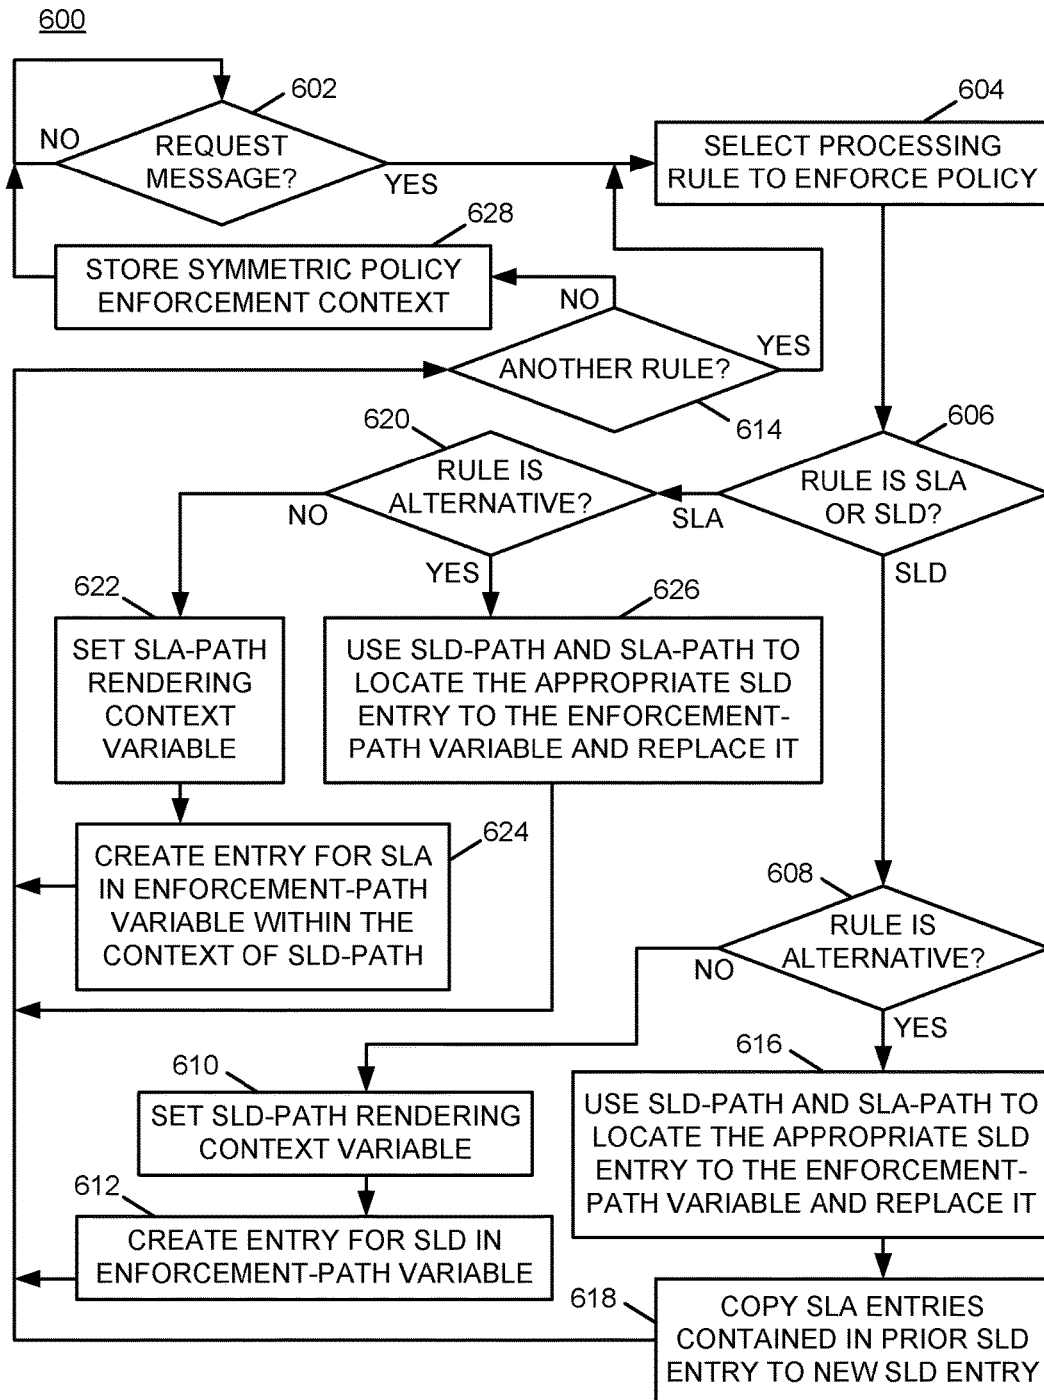 600
602
REQUEST
MESSAGE?
NO
YES
604
SELECT PROCESSING
RULE TO ENFORCE POLICY
628
STORE SYMMETRIC POLICY
ENFORCEMENT CONTEXT
NO
YES
ANOTHER RULE?
614
606
RULE IS SLA
OR SLD?
SLA
SLD
620
RULE IS
ALTERNATIVE?
NO
YES
622
SET SLA-PATH
RENDERING
CONTEXT
VARIABLE
626
USE SLD-PATH AND SLA-PATH TO
LOCATE THE APPROPRIATE SLD
ENTRY TO THE ENFORCEMENT-
PATH VARIABLE AND REPLACE IT
624
CREATE ENTRY FOR SLA
IN ENFORCEMENT-PATH
VARIABLE WITHIN THE
CONTEXT OF SLD-PATH
608
RULE IS
ALTERNATIVE?
NO
YES
610
SET SLD-PATH RENDERING
CONTEXT VARIABLE
612
CREATE ENTRY FOR SLD IN
ENFORCEMENT-PATH VARIABLE
616
USE SLD-PATH AND SLA-PATH TO
LOCATE THE APPROPRIATE SLD
ENTRY TO THE ENFORCEMENT-
PATH VARIABLE AND REPLACE IT
618
COPY SLA ENTRIES
CONTAINED IN PRIOR SLD
ENTRY TO NEW SLD ENTRY